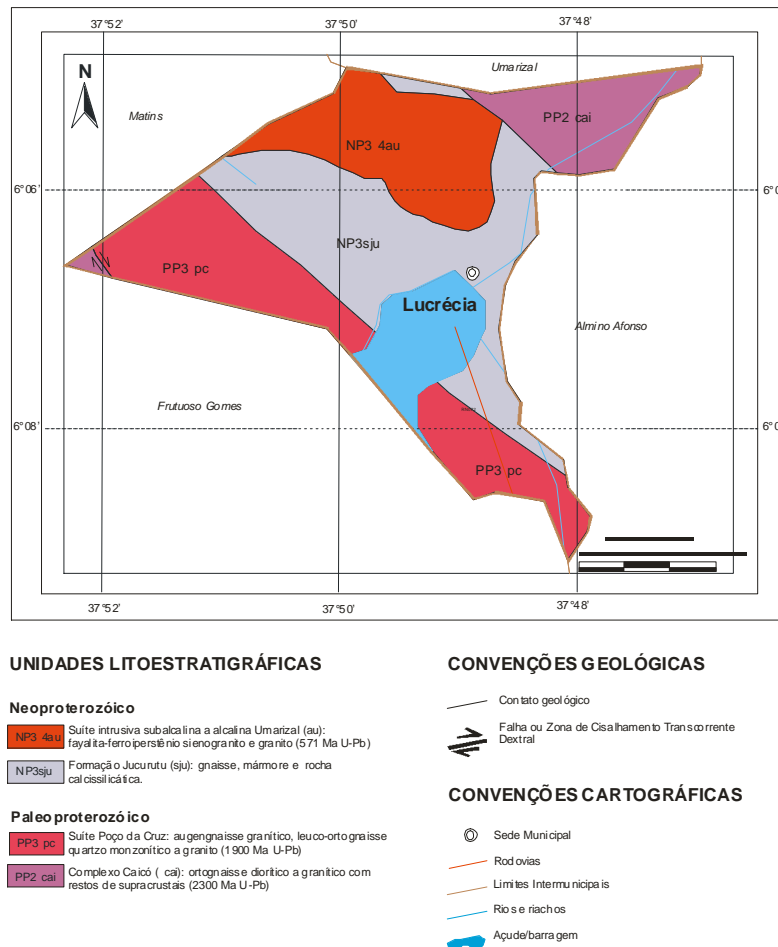 37°52' 37°50' 37°48'
Umarizal
N
Matins
PP2 cai
NP3 4au
6°06' 6°0
NP3sju
PP3 pc
Lucrécia
Almino Afonso
Frutuoso Gomes
6°08' 6°0
PP3 pc
37°52' 37°50' 37°48'
UNIDADES LITOESTRATIGRÁFICAS
Neoproterozóico
NP3 4au Suíte intrusiva subalcalina a alcalina Umarizal (au):
fayalita-ferroiperstênio sienogranito e granito (571 Ma U-Pb)
NP3sju Formação Jucurutu (sju): gnaisse, mármore e rocha
calcissilicática.
Paleoproterozóico
PP3 pc Suíte Poço da Cruz: augengnaisse granítico, leuco-ortognaisse
quartzo monzonítico a granito (1900 Ma U-Pb)
PP2 cai Complexo Caicó ( cai): ortognaisse diorítico a granítico com
restos de supracrustais (2300 Ma U-Pb)
CONVENÇÕES GEOLÓGICAS
Contato geológico
Falha ou Zona de Cisalhamento Transcorrente
Dextral
CONVENÇÕES CARTOGRÁFICAS
Sede Municipal
Rodovias
Limites Intermunicipais
Rios e riachos
Açude/barragem